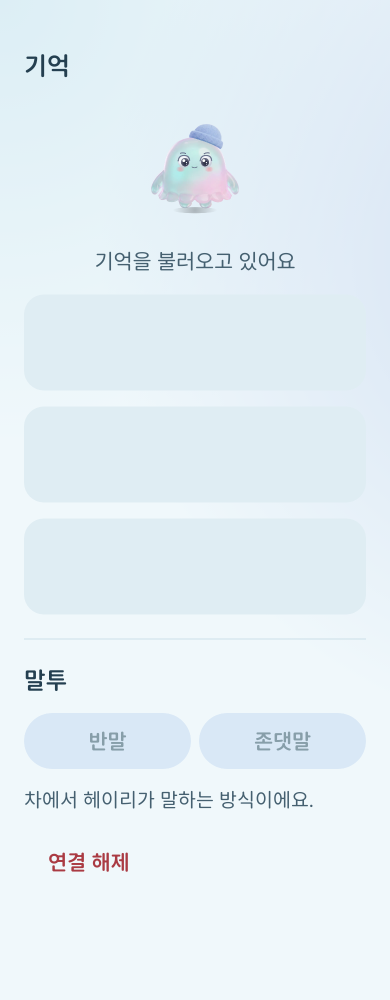 기억
기억을 불러오고 있어요
말투
반말
존댓말
차에서 헤이리가 말하는 방식이에요.
연결 해제